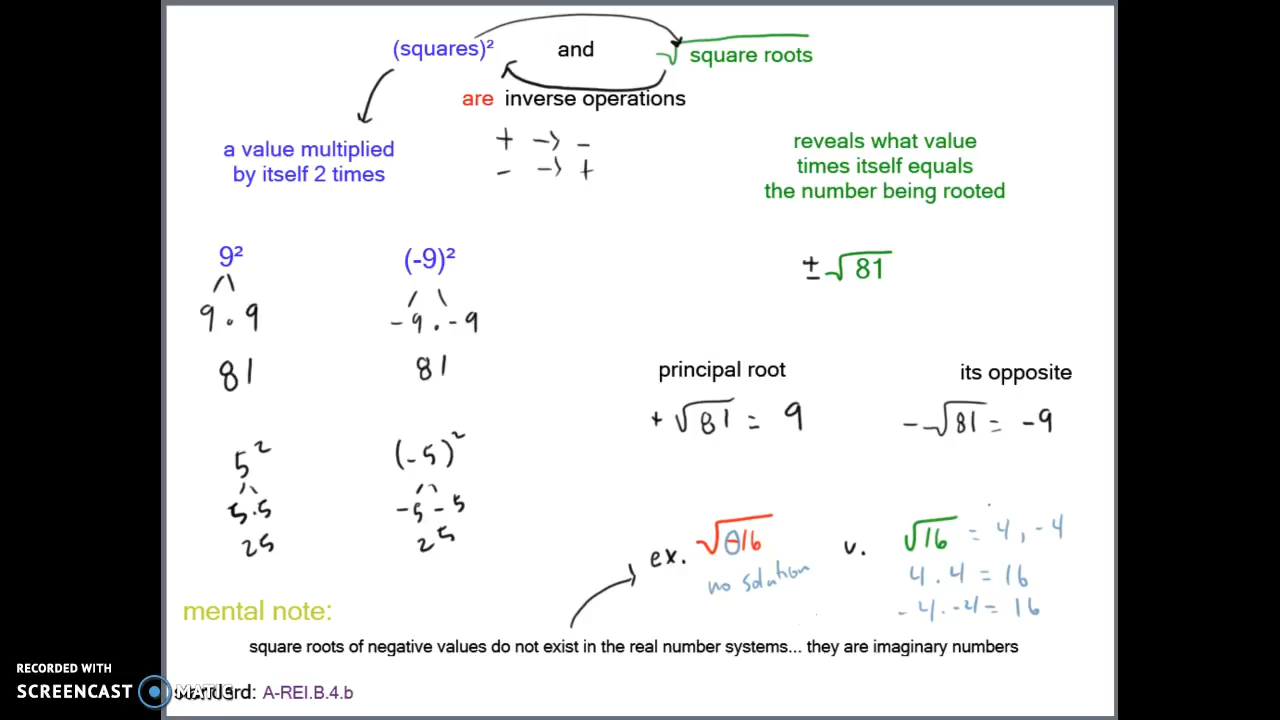 (squares)² and √ square roots
are inverse operations
+ -> -
- -> +
a value multiplied
by itself 2 times
reveals what value
times itself equals
the number being rooted
9² (-9)²
9 . 9 -9 . -9
81 81
± √81
principal root its opposite
+ √81 = 9 - √81 = -9
5² (-5)²
5.5 -5 -5
25 25
ex. √-16 v. √16 = 4, -4
no solution 4 . 4 = 16
-4 . -4 = 16
mental note:
square roots of negative values do not exist in the real number systems... they are imaginary numbers
RECORDED WITH
SCREENCAST MATIC
A-REI.B.4.b